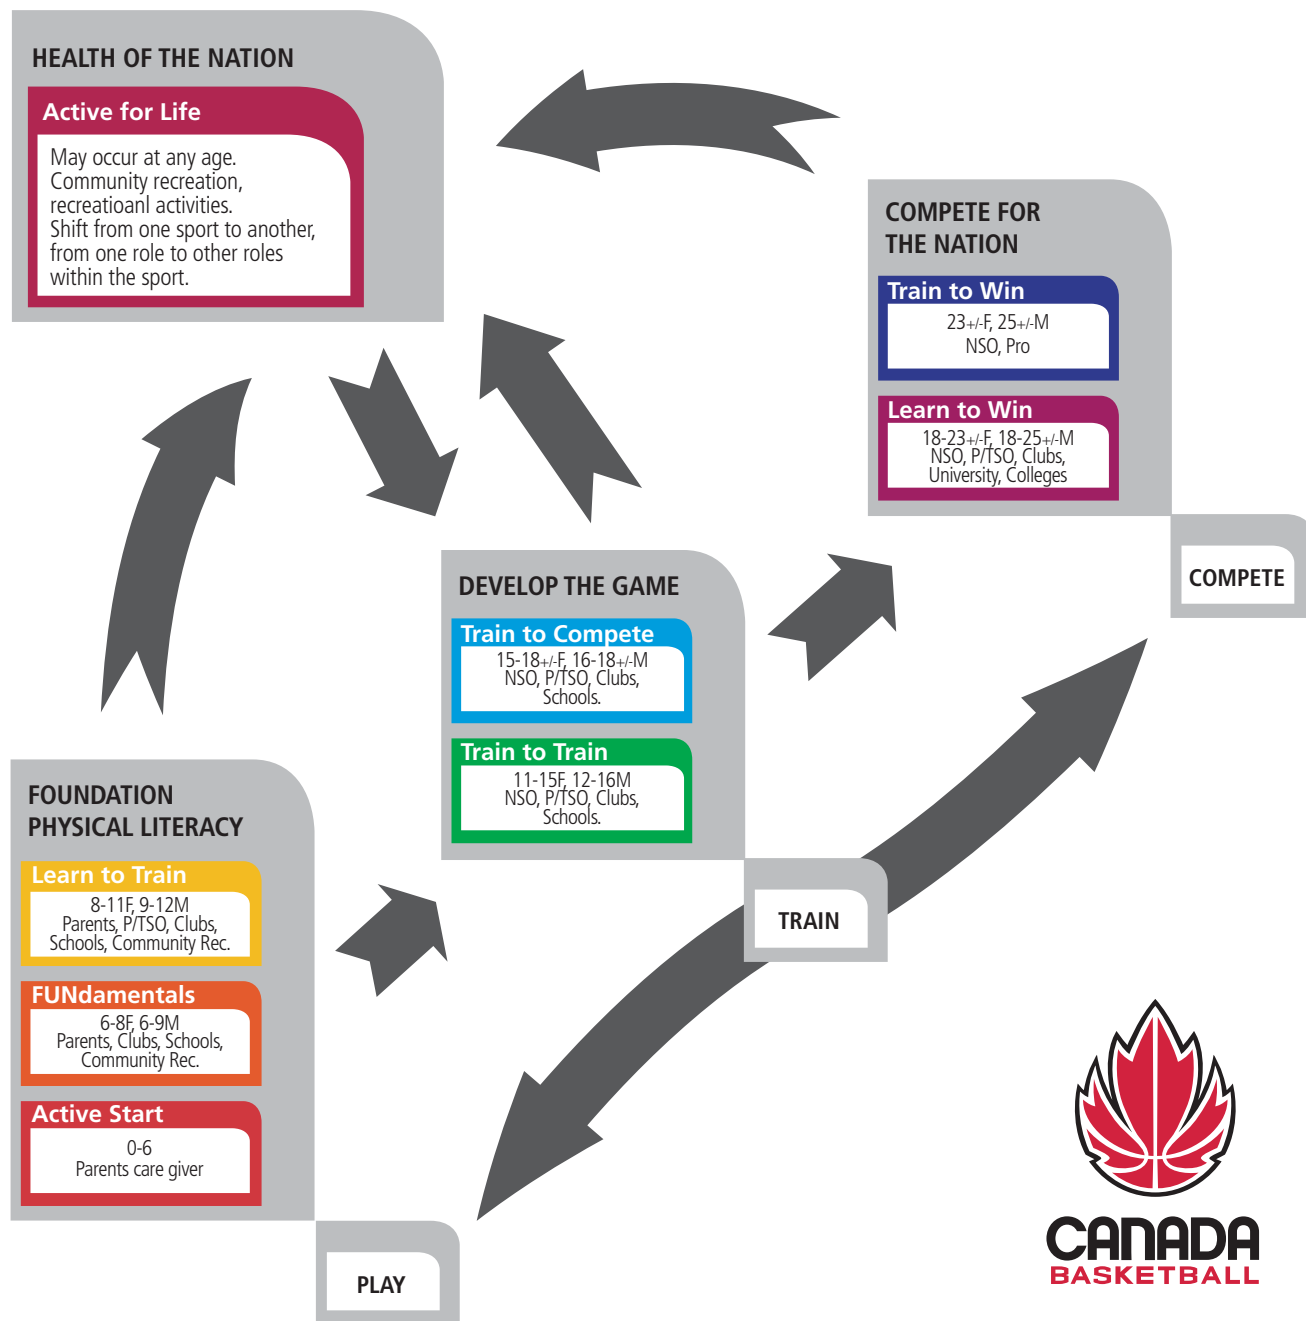 HEALTH OF THE NATION
Active for Life
May occur at any age.
Community recreation,
recreatioanl activities.
Shift from one sport to another,
from one role to other roles
within the sport.
COMPETE FOR
THE NATION
Train to Win
23+/-F, 25+/-M
NSO, Pro
Learn to Win
18-23+/-F, 18-25+/-M
NSO, P/TSO, Clubs,
University, Colleges
COMPETE
DEVELOP THE GAME
Train to Compete
15-18+/-F, 16-18+/-M
NSO, P/TSO, Clubs,
Schools.
Train to Train
11-15F, 12-16M
NSO, P/TSO, Clubs,
Schools.
TRAIN
FOUNDATION
PHYSICAL LITERACY
Learn to Train
8-11F, 9-12M
Parents, P/TSO, Clubs,
Schools, Community Rec.
FUNdamentals
6-8F, 6-9M
Parents, Clubs, Schools,
Community Rec.
Active Start
0-6
Parents care giver
PLAY
CANADA
BASKETBALL